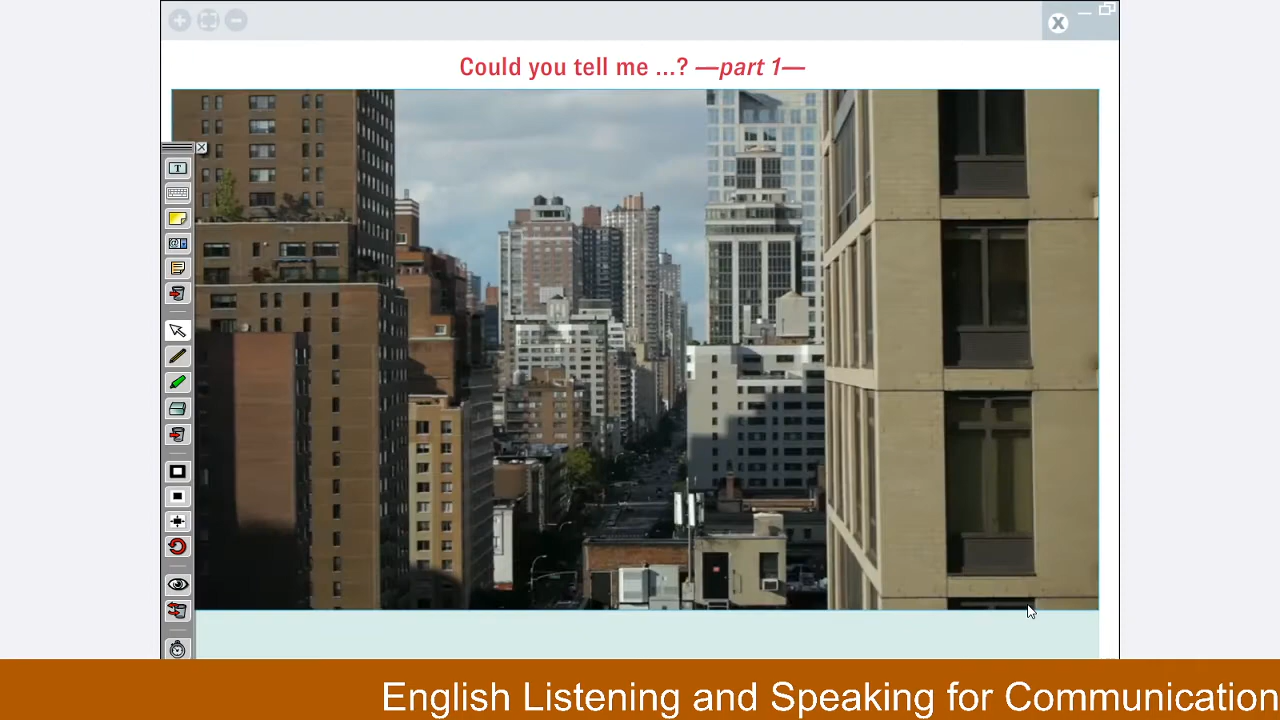 Could you tell me ...? —part 1—
English Listening and Speaking for Communication